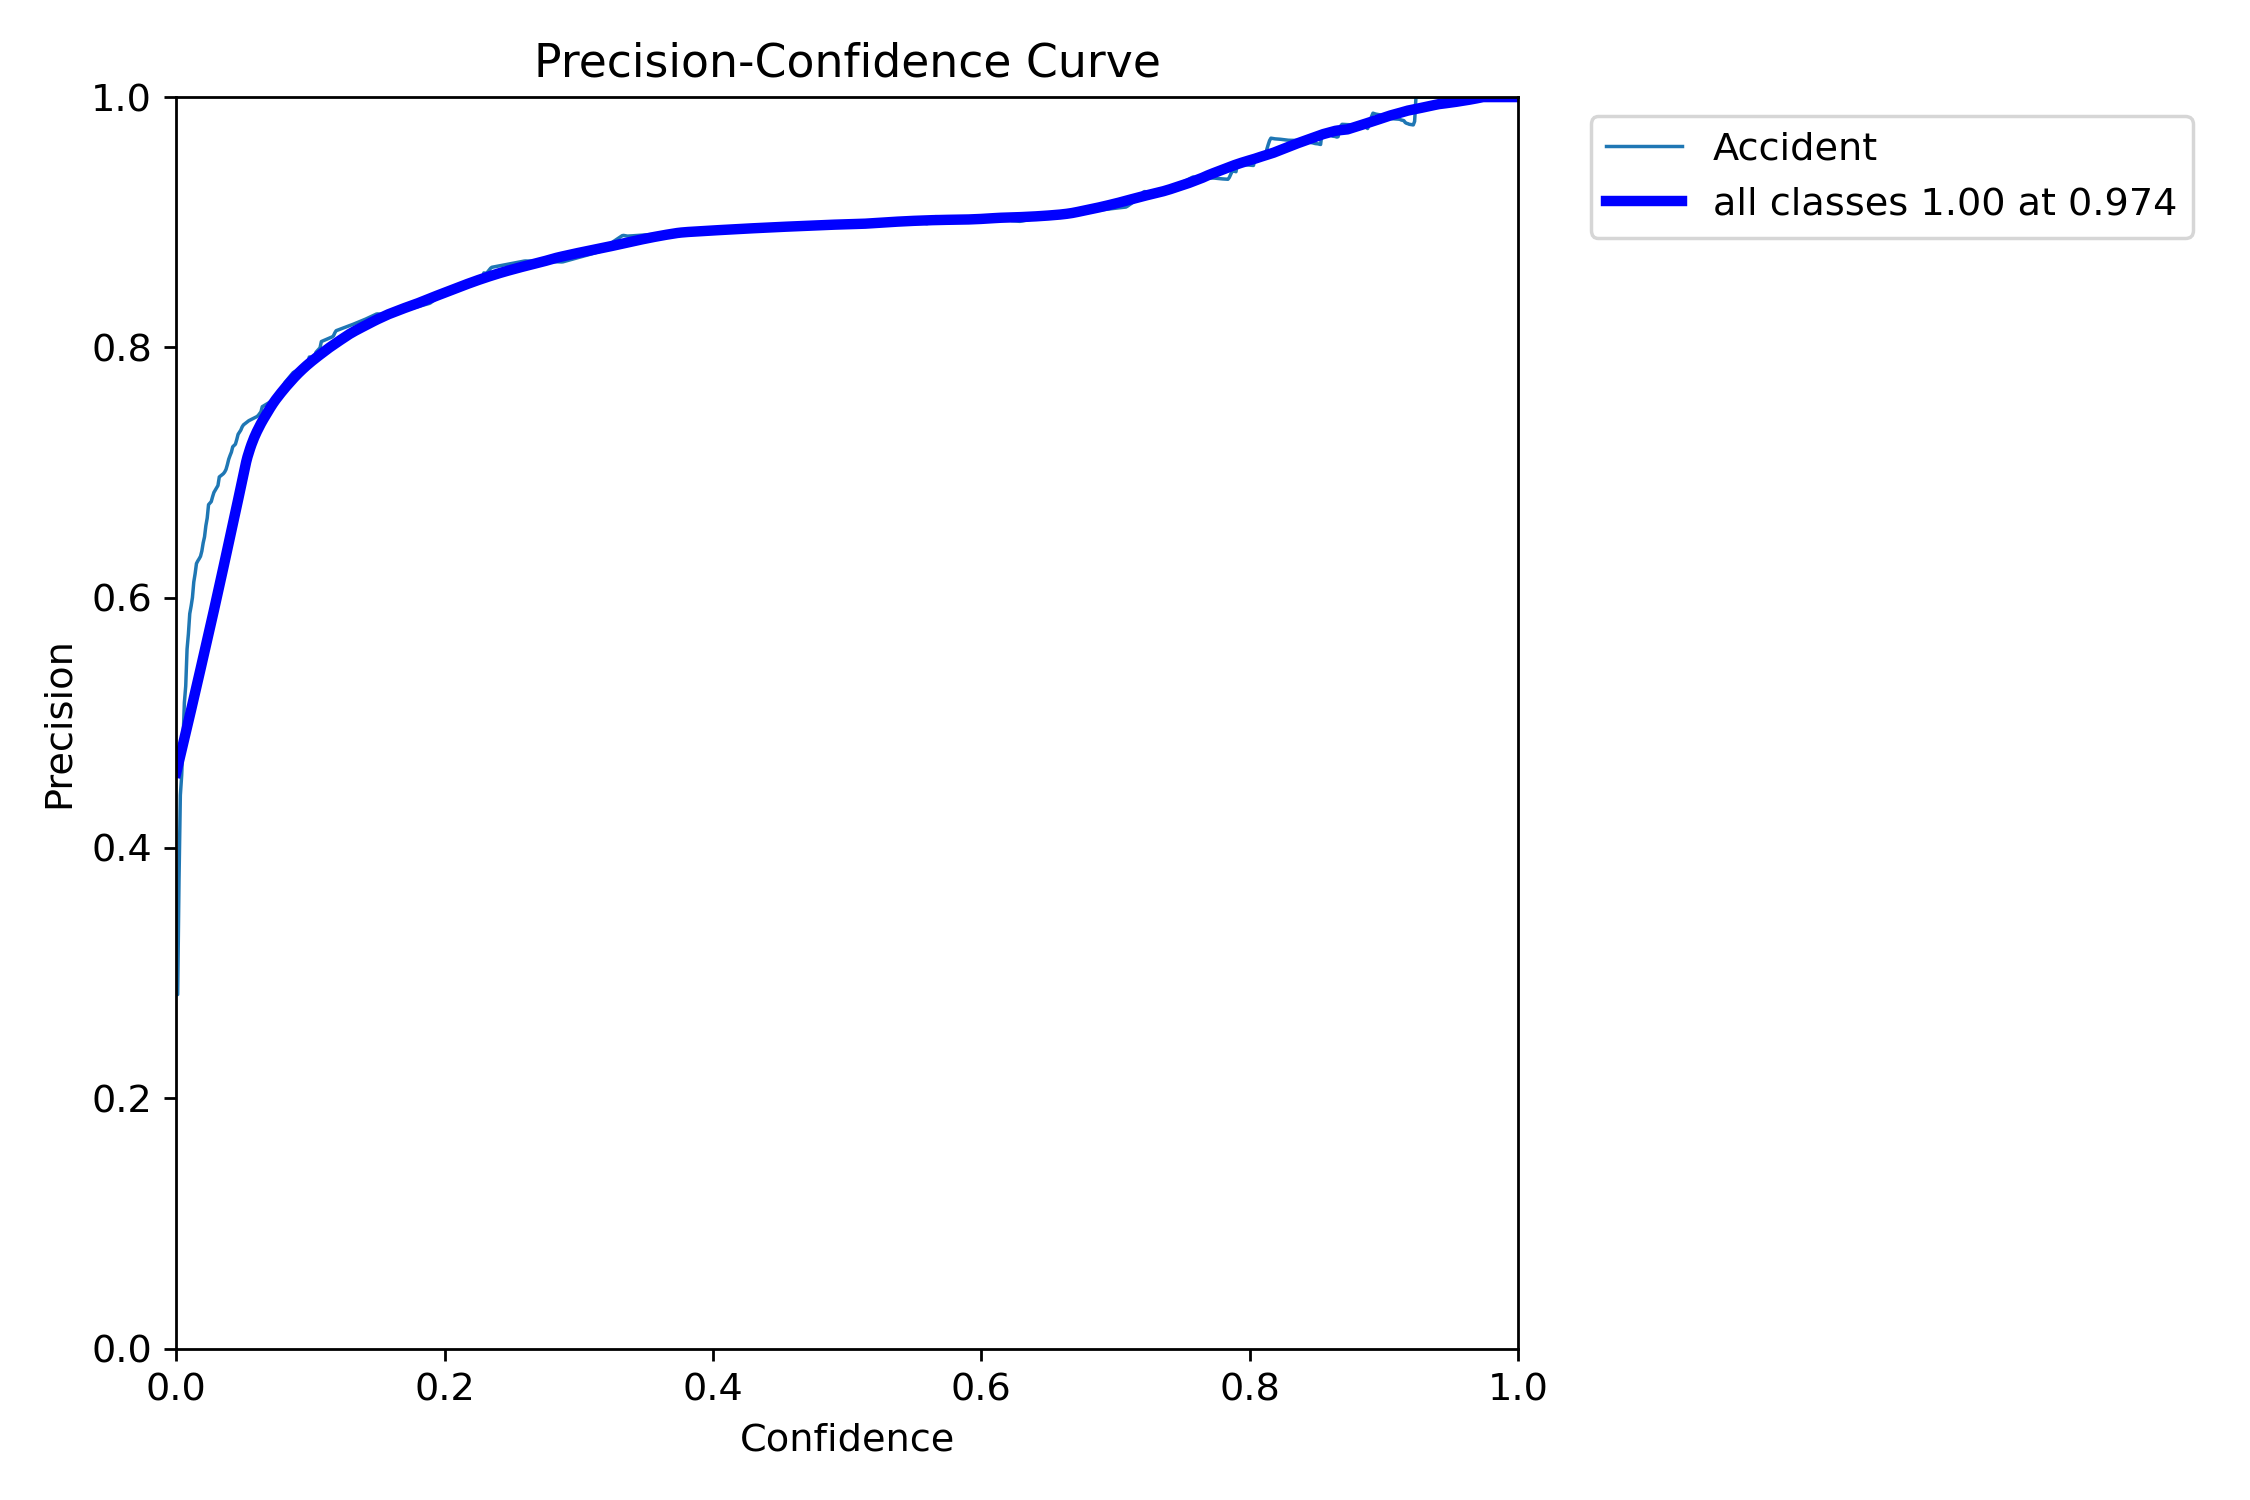 Precision-Confidence Curve
1.0
0.8
0.6
0.4
0.2
0.0
Precision
0.0 0.2 0.4 0.6 0.8 1.0
Confidence
Accident
all classes 1.00 at 0.974